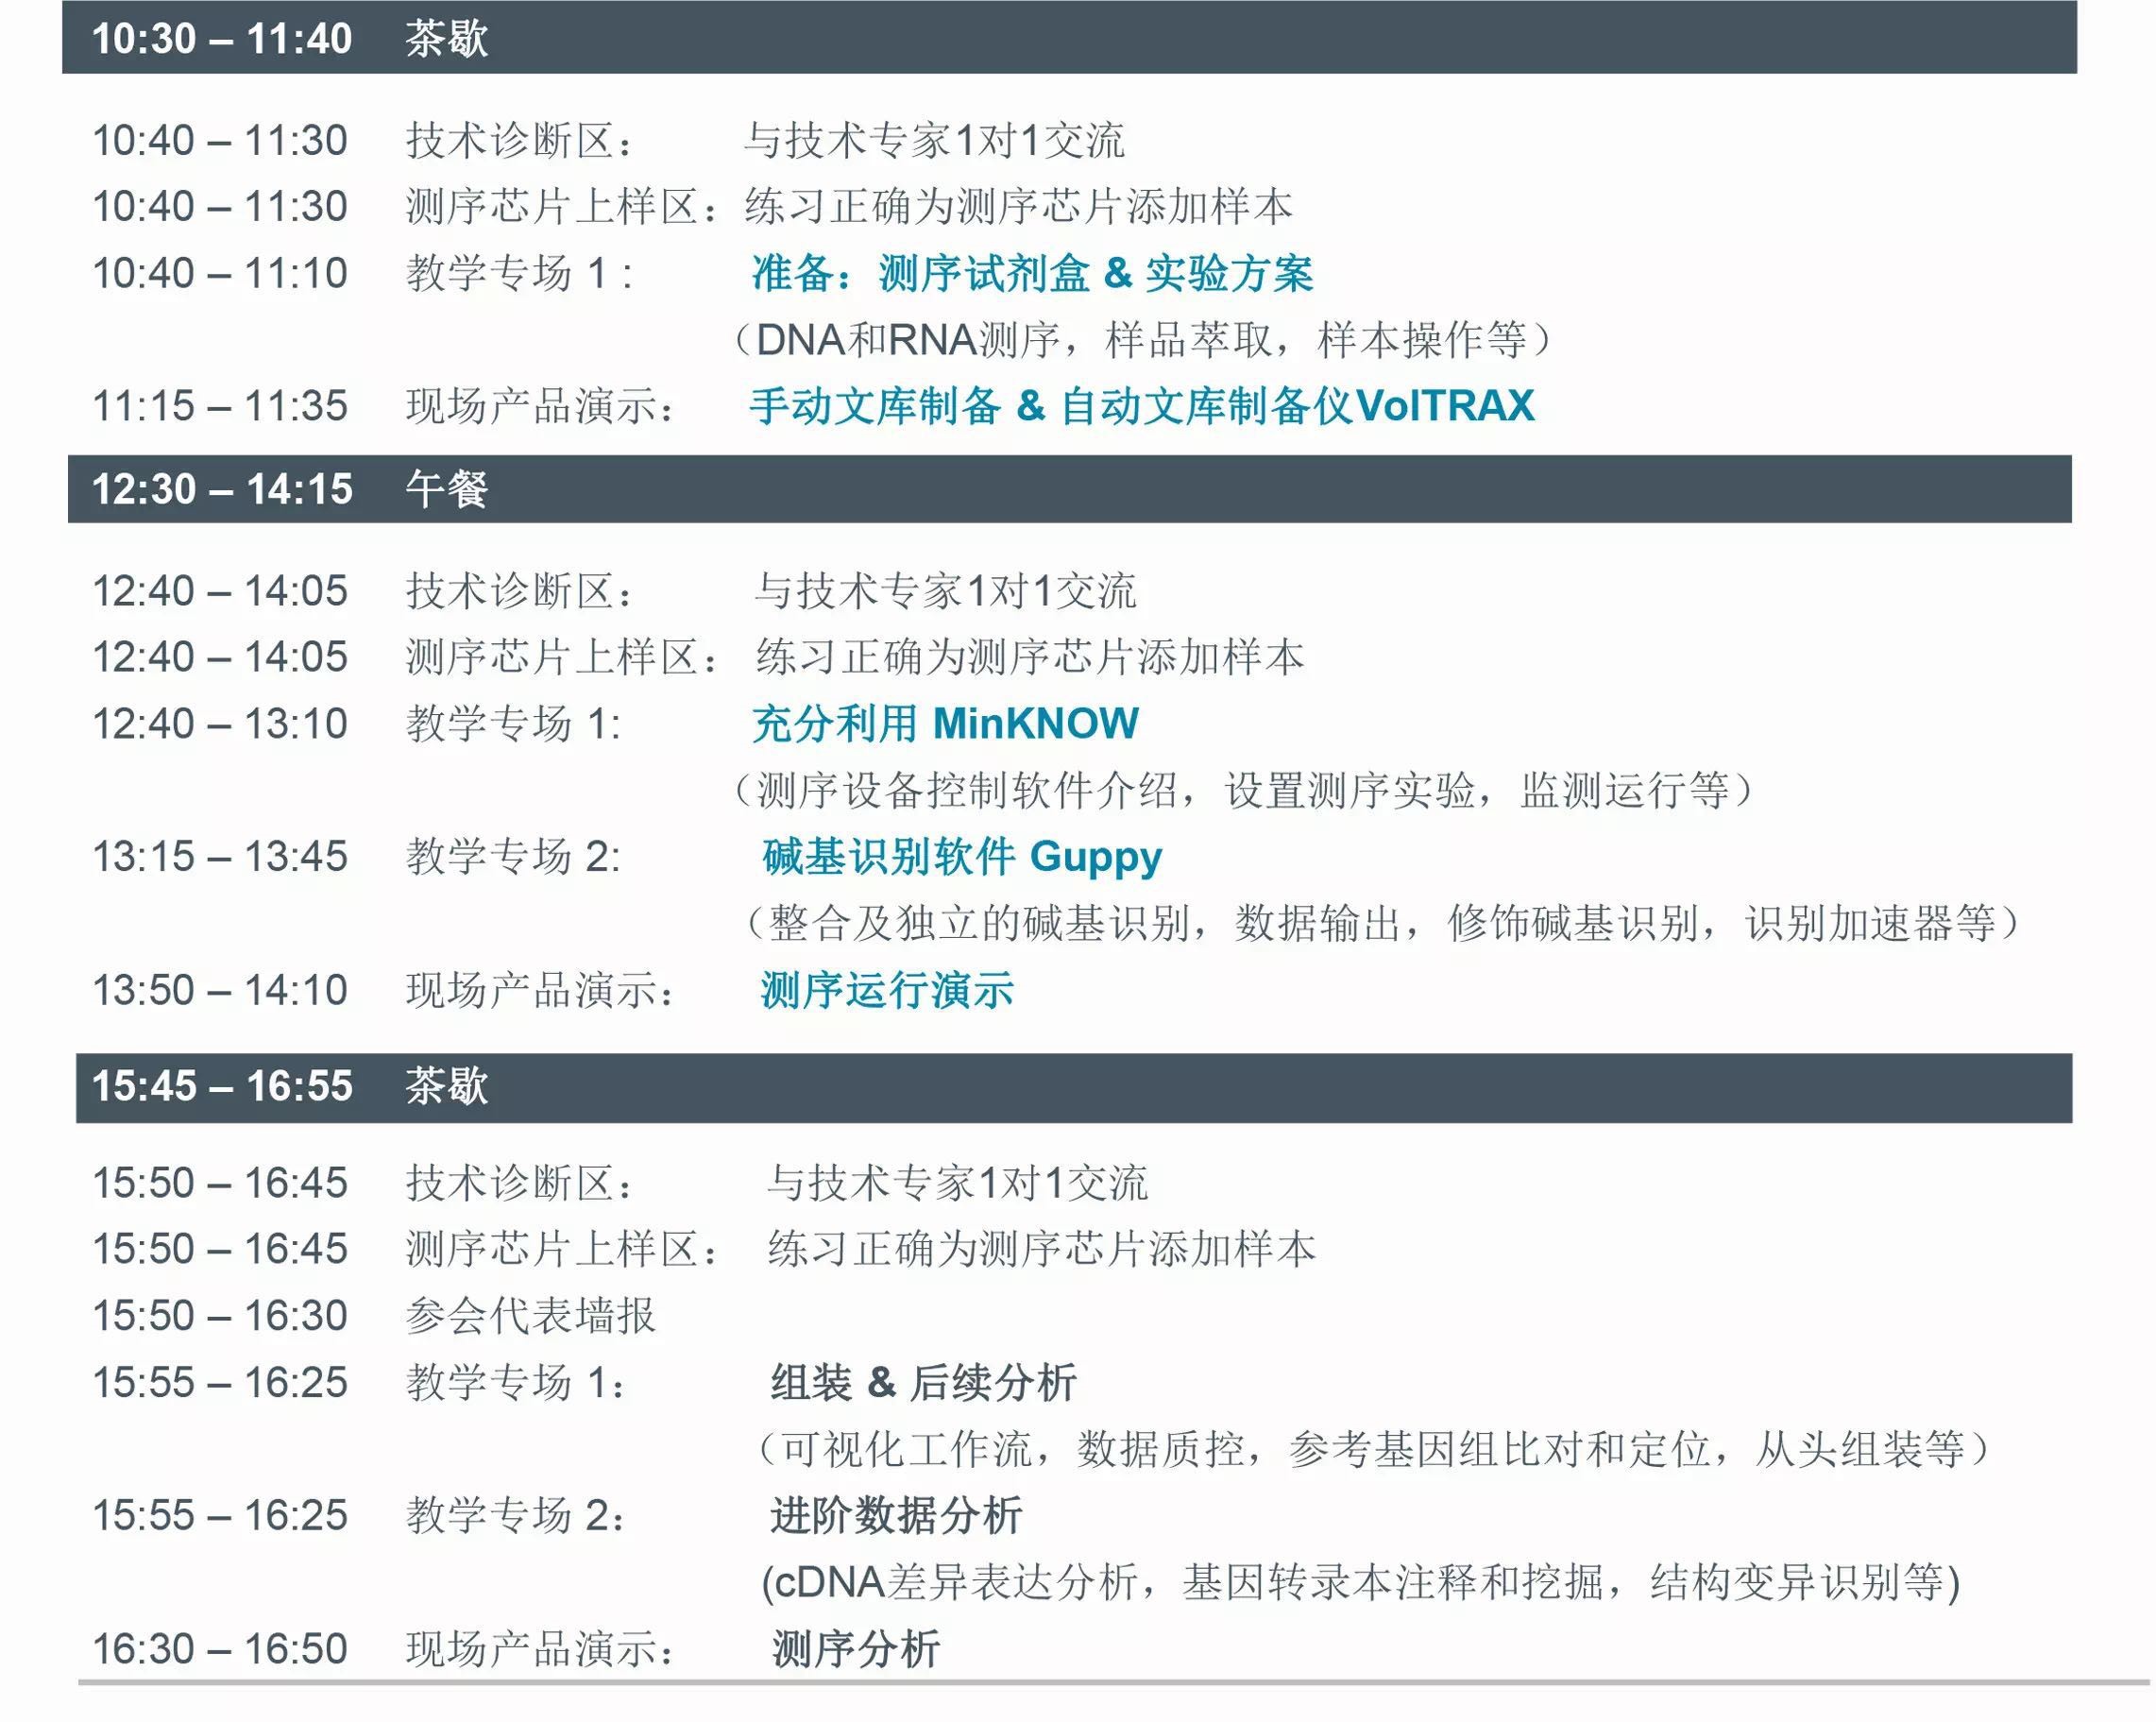 10:30 – 11:40 茶歇
10:40 – 11:30 技术诊断区： 与技术专家1对1交流
10:40 – 11:30 测序芯片上样区：练习正确为测序芯片添加样本
10:40 – 11:10 教学专场 1 : 准备：测序试剂盒 & 实验方案
（DNA和RNA测序，样品萃取，样本操作等）
11:15 – 11:35 现场产品演示： 手动文库制备 & 自动文库制备仪VolTRAX
12:30 – 14:15 午餐
12:40 – 14:05 技术诊断区： 与技术专家1对1交流
12:40 – 14:05 测序芯片上样区： 练习正确为测序芯片添加样本
12:40 – 13:10 教学专场 1: 充分利用 MinKNOW
（测序设备控制软件介绍，设置测序实验，监测运行等）
13:15 – 13:45 教学专场 2: 碱基识别软件 Guppy
（整合及独立的碱基识别，数据输出，修饰碱基识别，识别加速器等）
13:50 – 14:10 现场产品演示： 测序运行演示
15:45 – 16:55 茶歇
15:50 – 16:45 技术诊断区： 与技术专家1对1交流
15:50 – 16:45 测序芯片上样区： 练习正确为测序芯片添加样本
15:50 – 16:30 参会代表墙报
15:55 – 16:25 教学专场 1： 组装 & 后续分析
（可视化工作流，数据质控，参考基因组比对和定位，从头组装等）
15:55 – 16:25 教学专场 2： 进阶数据分析
(cDNA差异表达分析，基因转录本注释和挖掘，结构变异识别等)
16:30 – 16:50 现场产品演示： 测序分析